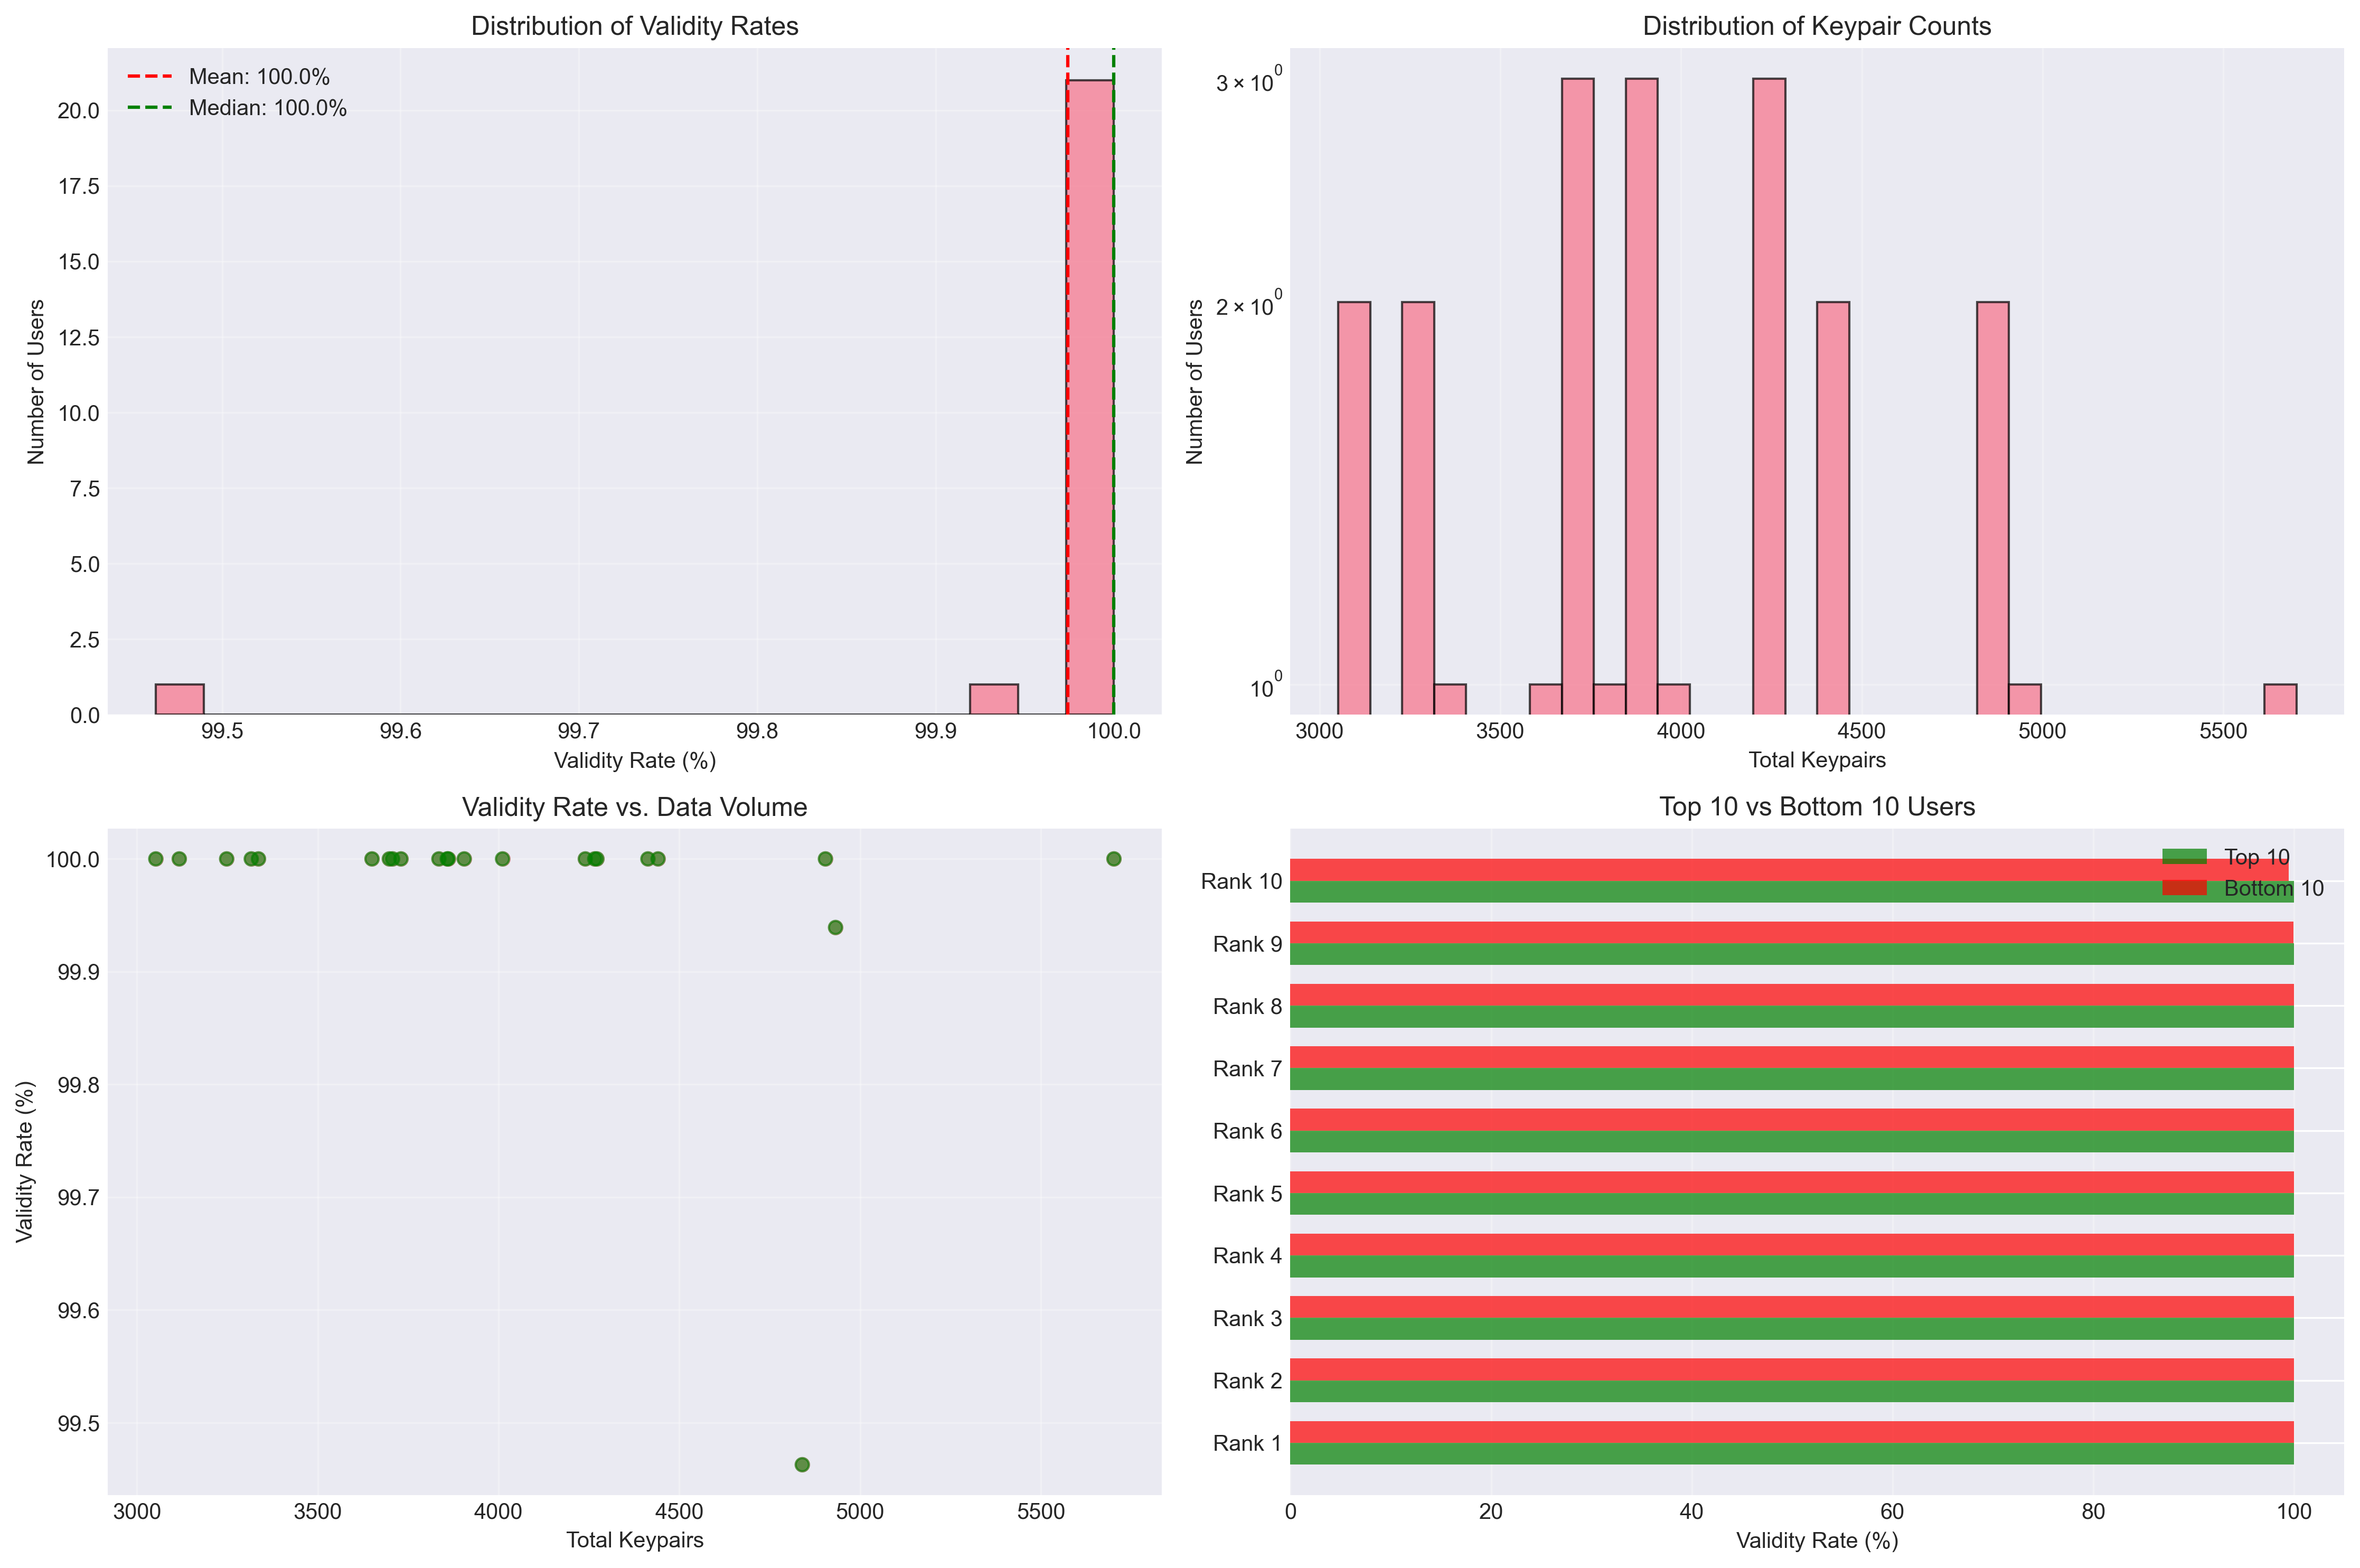 Distribution of Validity Rates
Mean: 100.0%
Median: 100.0%
Number of Users
20.0
17.5
15.0
12.5
10.0
7.5
5.0
2.5
0.0
99.5 99.6 99.7 99.8 99.9 100.0
Validity Rate (%)
Distribution of Keypair Counts
Number of Users
3 × 10⁰
2 × 10⁰
10⁰
3000 3500 4000 4500 5000 5500
Total Keypairs
Validity Rate vs. Data Volume
Validity Rate (%)
100.0
99.9
99.8
99.7
99.6
99.5
3000 3500 4000 4500 5000 5500
Total Keypairs
Top 10 vs Bottom 10 Users
Top 10
Bottom 10
Rank 10
Rank 9
Rank 8
Rank 7
Rank 6
Rank 5
Rank 4
Rank 3
Rank 2
Rank 1
0 20 40 60 80 100
Validity Rate (%)